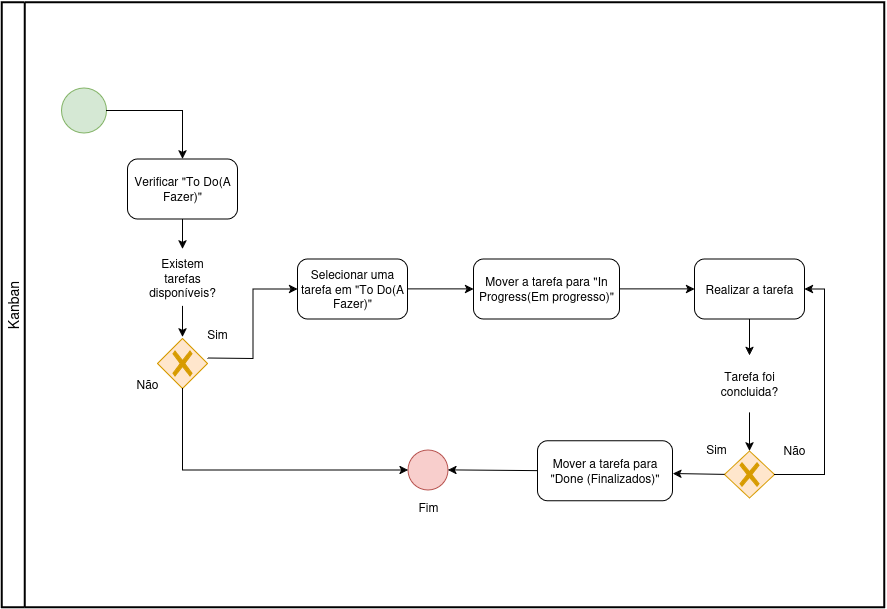 Kanban
Verificar "To Do(A
Fazer)"
Existem
tarefas
disponíveis?
Sim
Não
Selecionar uma
tarefa em "To Do(A
Fazer)"
Mover a tarefa para "In
Progress(Em progresso)"
Realizar a tarefa
Tarefa foi
concluida?
Sim
Não
Mover a tarefa para
"Done (Finalizados)"
Fim